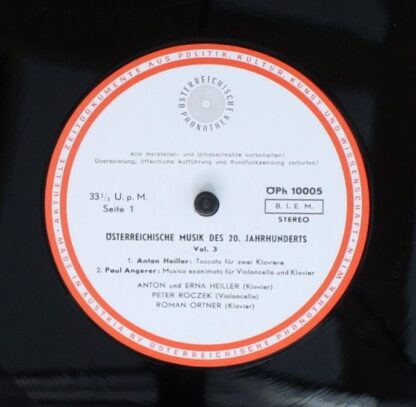 AKTUELLE ZEITDOKUMENTE AUS POLITIK, KULTUR, KUNST UND WISSENSCHAFT
ÖSTERREICHISCHE PHONOTHEK
Alle Hersteller- und Urheberrechte vorbehalten!
(Überspielung, öffentliche Aufführung und Rundfunksendung verboten)
33⅓ U. p. M.
Seite 1
ÖPh 10005
B. I. E. M.
STEREO
ÖSTERREICHISCHE MUSIK DES 20. JAHRHUNDERTS
Vol. 3
1. Anton Heiller: Toccata für zwei Klaviere
2. Paul Angerer: Musica exanimata für Violoncello und Klavier
ANTON und ERNA HEILLER (Klavier)
PETER ROCZEK (Violoncello)
ROMAN ORTNER (Klavier)
MADE IN AUSTRIA BY ÖSTERREICHISCHE PHONOTHEK WIEN